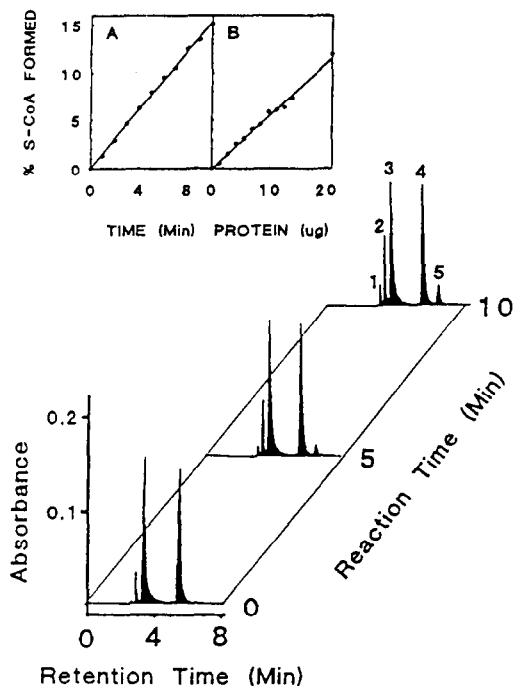 % S-CoA FORMED
15
10
5
0
A
B
0 4 8 0 10 20
TIME (Min) PROTEIN (ug)
1 2 3 4 5
10
5
0
Reaction Time (Min)
Absorbance
0.2
0.1
0 4 8
Retention Time (Min)